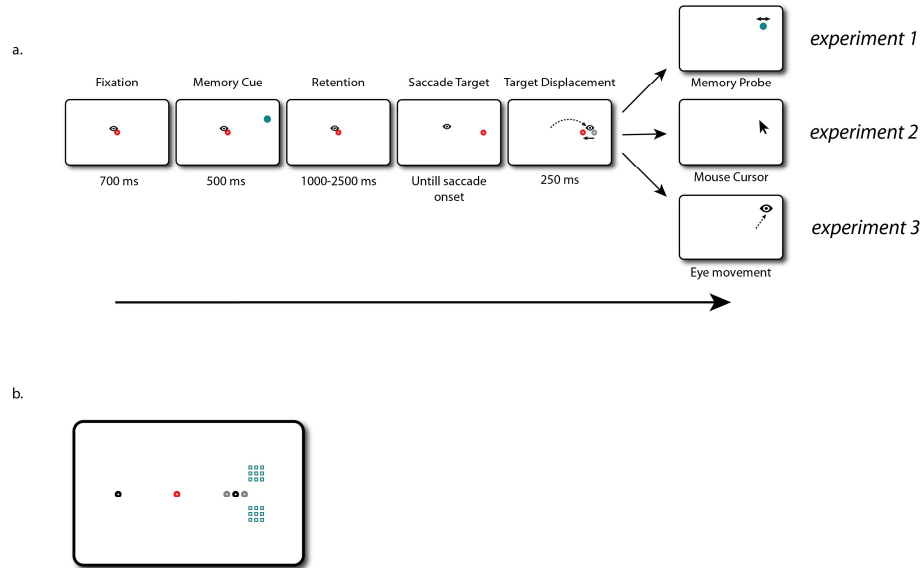 a.
Fixation
Memory Cue
Retention
Saccade Target
Target Displacement
700 ms
500 ms
1000-2500 ms
Untill saccade
onset
250 ms
Memory Probe
experiment 1
Mouse Cursor
experiment 2
Eye movement
experiment 3
b.